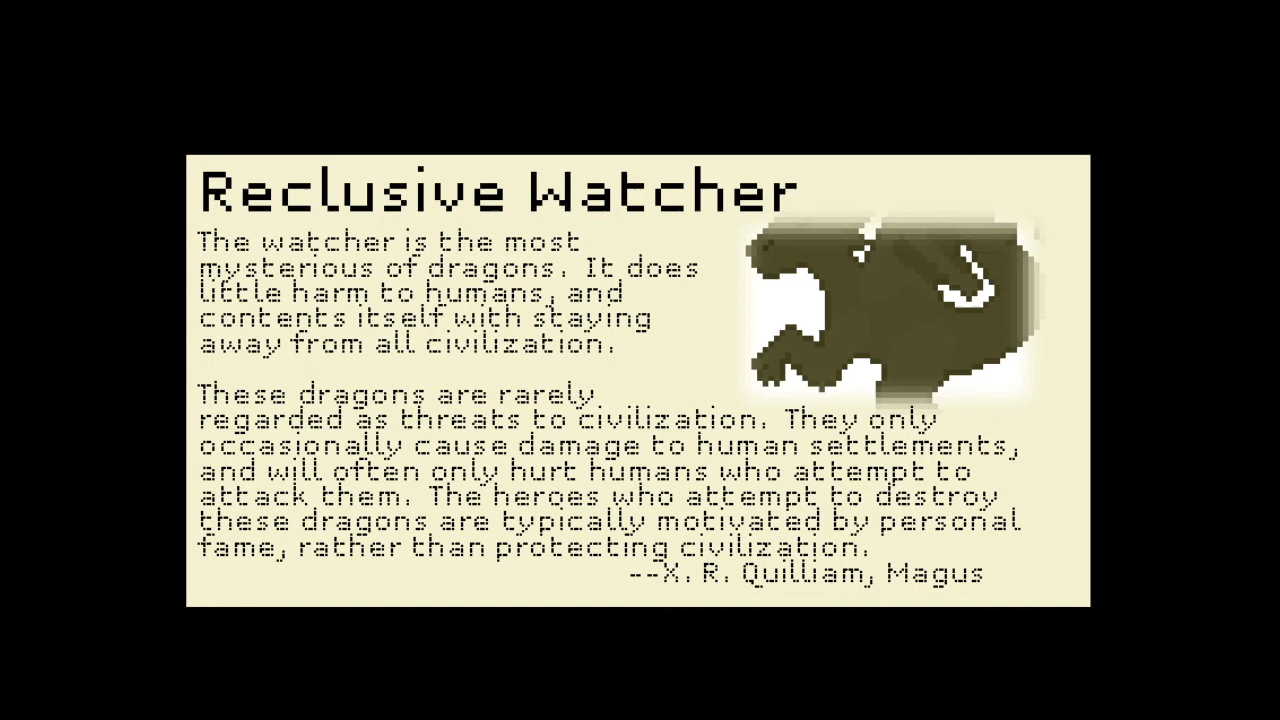 Reclusive Watcher
The watcher is the most
mysterious of dragons. It does
little harm to humans, and
contents itself with staying
away from all civilization.
These dragons are rarely
regarded as threats to civilization. They only
occasionally cause damage to human settlements,
and will often only hurt humans who attempt to
attack them. The heroes who attempt to destroy
these dragons are typically motivated by personal
fame, rather than protecting civilization.
--X. R. Quilliam, Magus